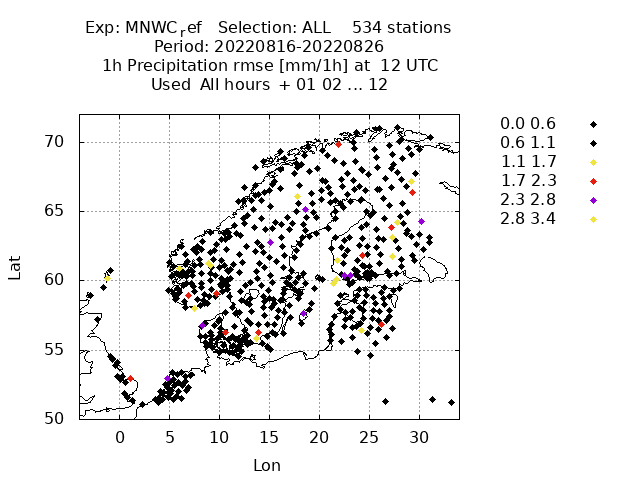 Exp: MNWC_ref   Selection: ALL    534 stations
Period: 20220816-20220826
1h Precipitation rmse [mm/1h] at  12 UTC
Used  All hours  + 01 02 ... 12
0.0 0.6
0.6 1.1
1.1 1.7
1.7 2.3
2.3 2.8
2.8 3.4
70
65
60
55
50
Lat
0 5 10 15 20 25 30
Lon